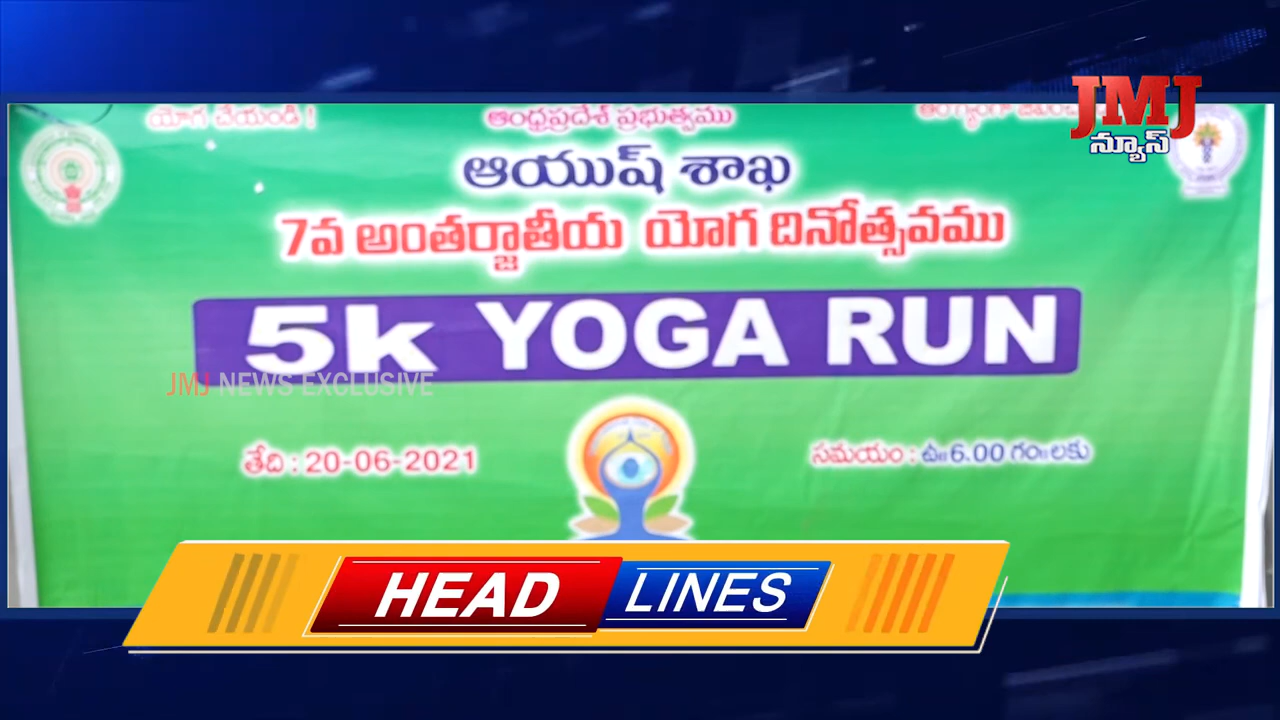 యోగ చేయండి !
ఆంధ్రప్రదేశ్ ప్రభుత్వము
JMJ
న్యూస్
ఆయుష్ శాఖ
7వ అంతర్జాతీయ యోగ దినోత్సవము
5k YOGA RUN
JMJ NEWS EXCLUSIVE
తేది : 20-06-2021
సమయం : ఉ॥6.00 గం॥లకు
HEAD LINES